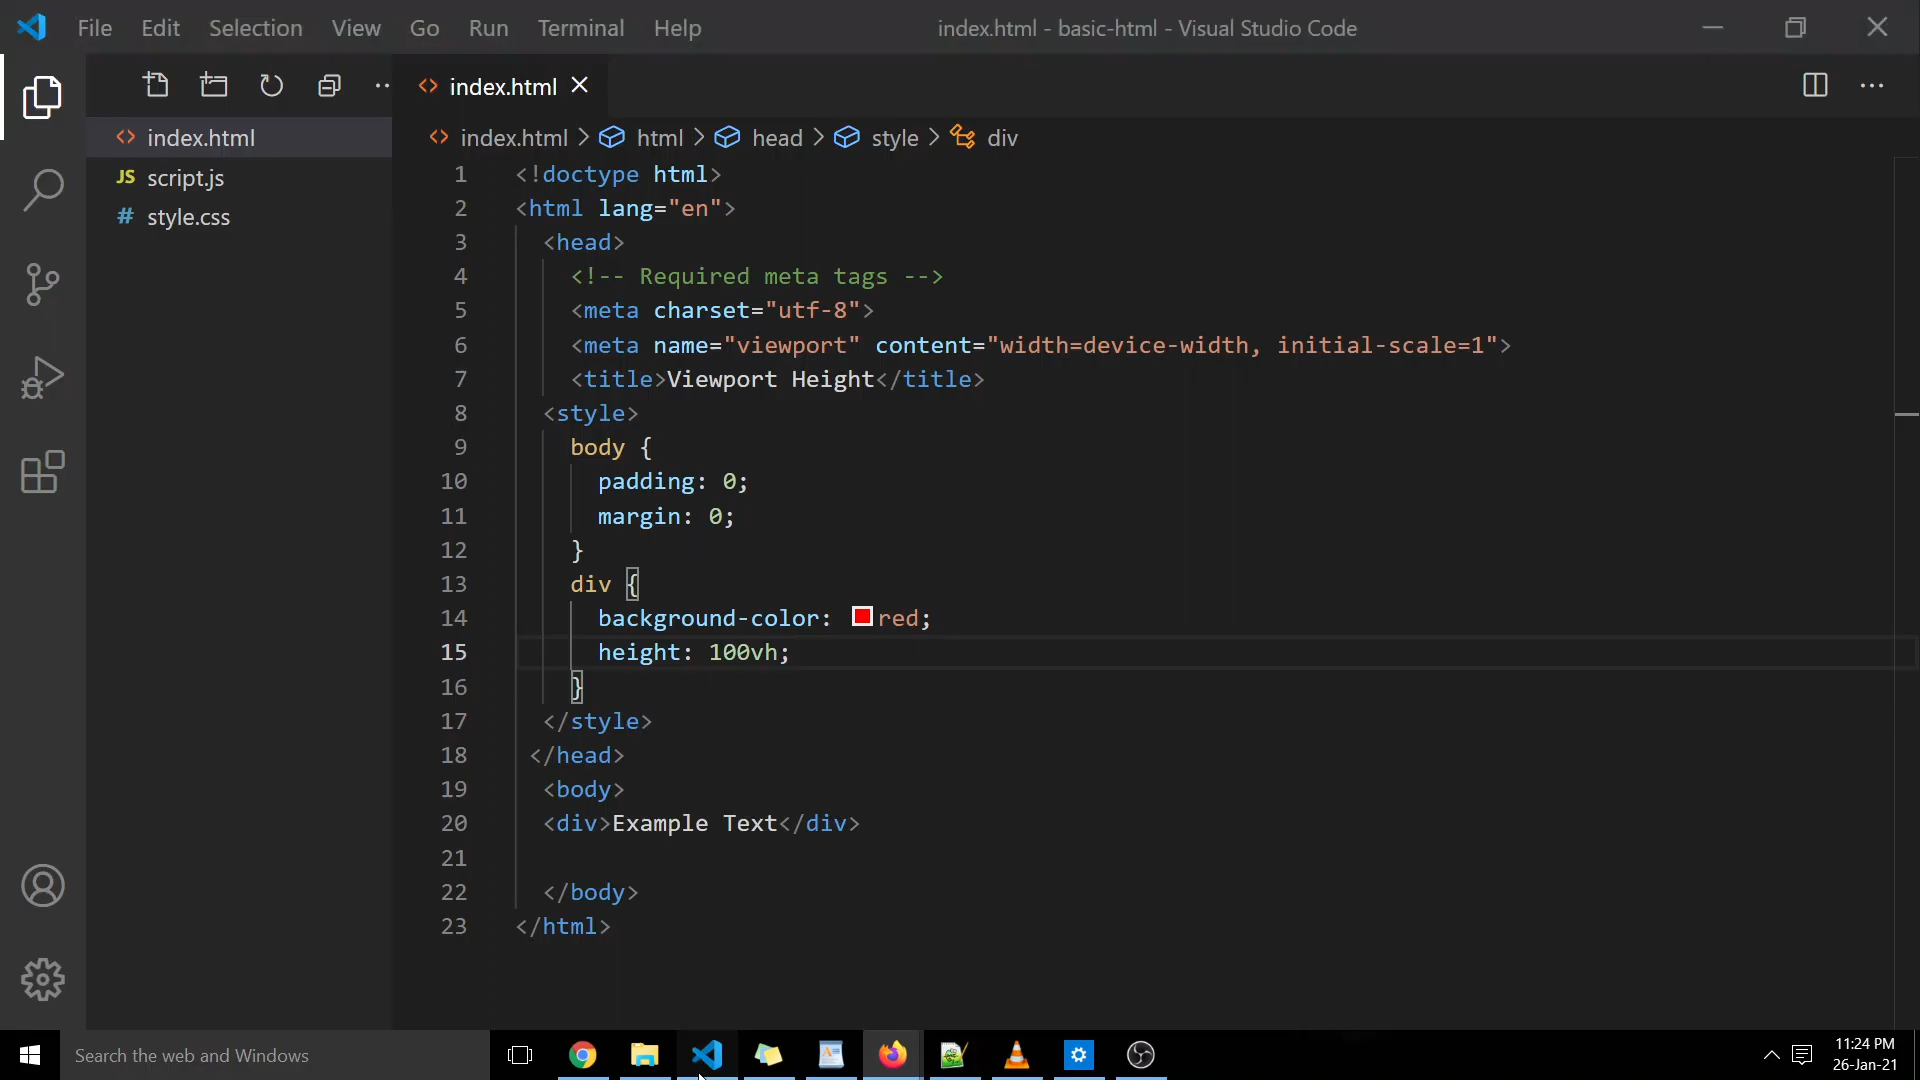 File Edit Selection View Go Run Terminal Help index.html - basic-html - Visual Studio Code
index.html
index.html
JS script.js
# style.css
index.html > html > head > style > div
1 <!doctype html>
2 <html lang="en">
3 <head>
4 <!-- Required meta tags -->
5 <meta charset="utf-8">
6 <meta name="viewport" content="width=device-width, initial-scale=1">
7 <title>Viewport Height</title>
8 <style>
9 body {
10 padding: 0;
11 margin: 0;
12 }
13 div {
14 background-color: red;
15 height: 100vh;
16 }
17 </style>
18 </head>
19 <body>
20 <div>Example Text</div>
21
22 </body>
23 </html>
Search the web and Windows
11:24 PM
26-Jan-21